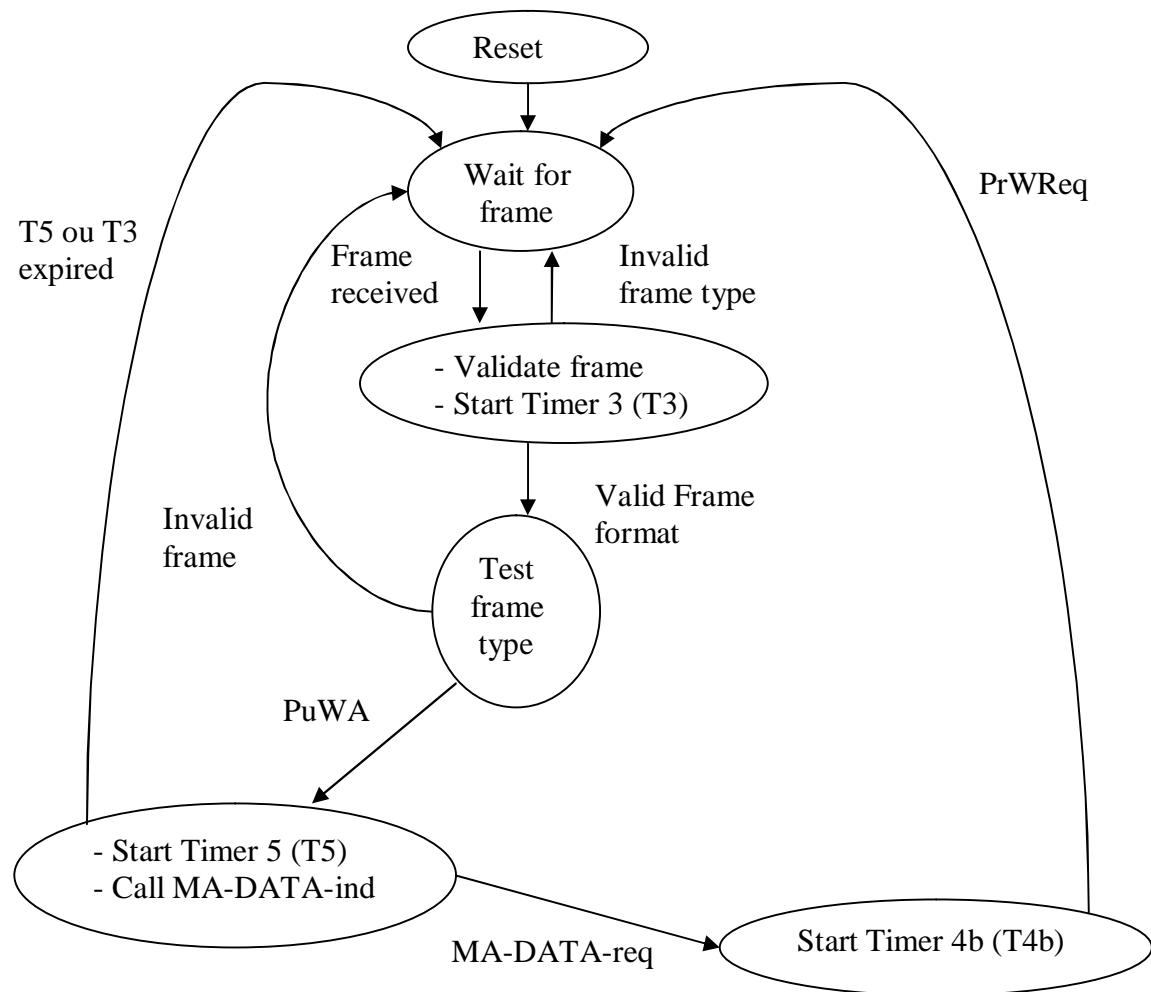 Reset
Wait for
frame
PrWReq
T5 ou T3
expired
Frame
received
Invalid
frame type
- Validate frame
- Start Timer 3 (T3)
Valid Frame
format
Invalid
frame
Test
frame
type
PuWA
- Start Timer 5 (T5)
- Call MA-DATA-ind
MA-DATA-req
Start Timer 4b (T4b)